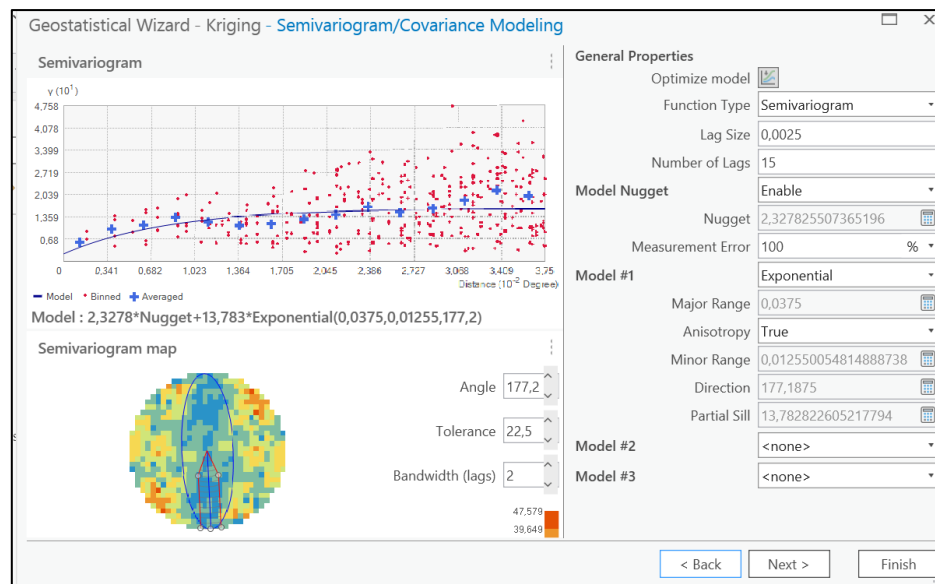 Geostatistical Wizard - Kriging - Semivariogram/Covariance Modeling
Semivariogram
γ (10¹)
4,758
4,078
3,399
2,719
2,039
1,359
0,68
0 0,341 0,682 1,023 1,364 1,705 2,045 2,386 2,727 3,068 3,409 3,75
Distance (10⁻² Degree)
Model Binned Averaged
Model : 2,3278*Nugget+13,783*Exponential(0,0375,0,01255,177,2)
Semivariogram map
Angle 177,2
Tolerance 22,5
Bandwidth (lags) 2
47,579
39,649
General Properties
Optimize model
Function Type Semivariogram
Lag Size 0,0025
Number of Lags 15
Model Nugget Enable
Nugget 2,327825507365196
Measurement Error 100 %
Model #1 Exponential
Major Range 0,0375
Anisotropy True
Minor Range 0,012550054814888738
Direction 177,1875
Partial Sill 13,782822605217794
Model #2 <none>
Model #3 <none>
< Back Next > Finish